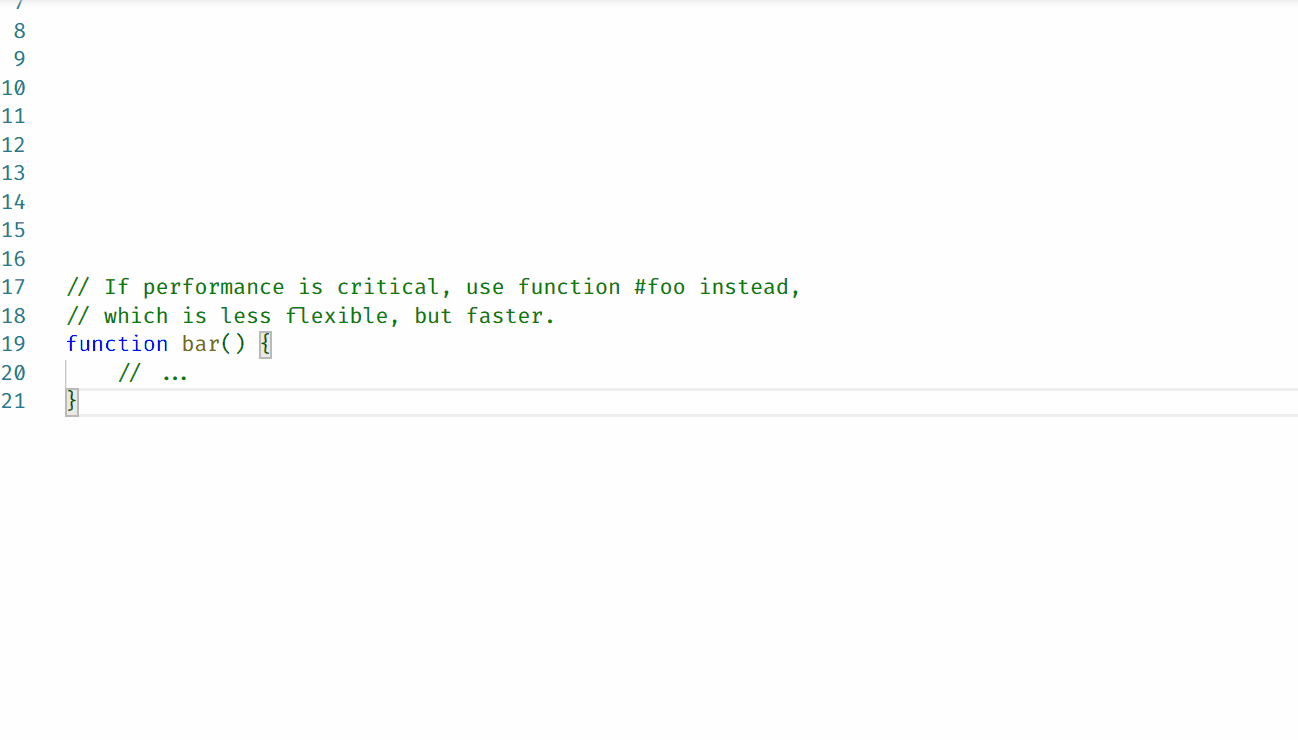 7
8
9
10
11
12
13
14
15
16
17 // If performance is critical, use function #foo instead,
18 // which is less flexible, but faster.
19 function bar() {
20     // ...
21 }